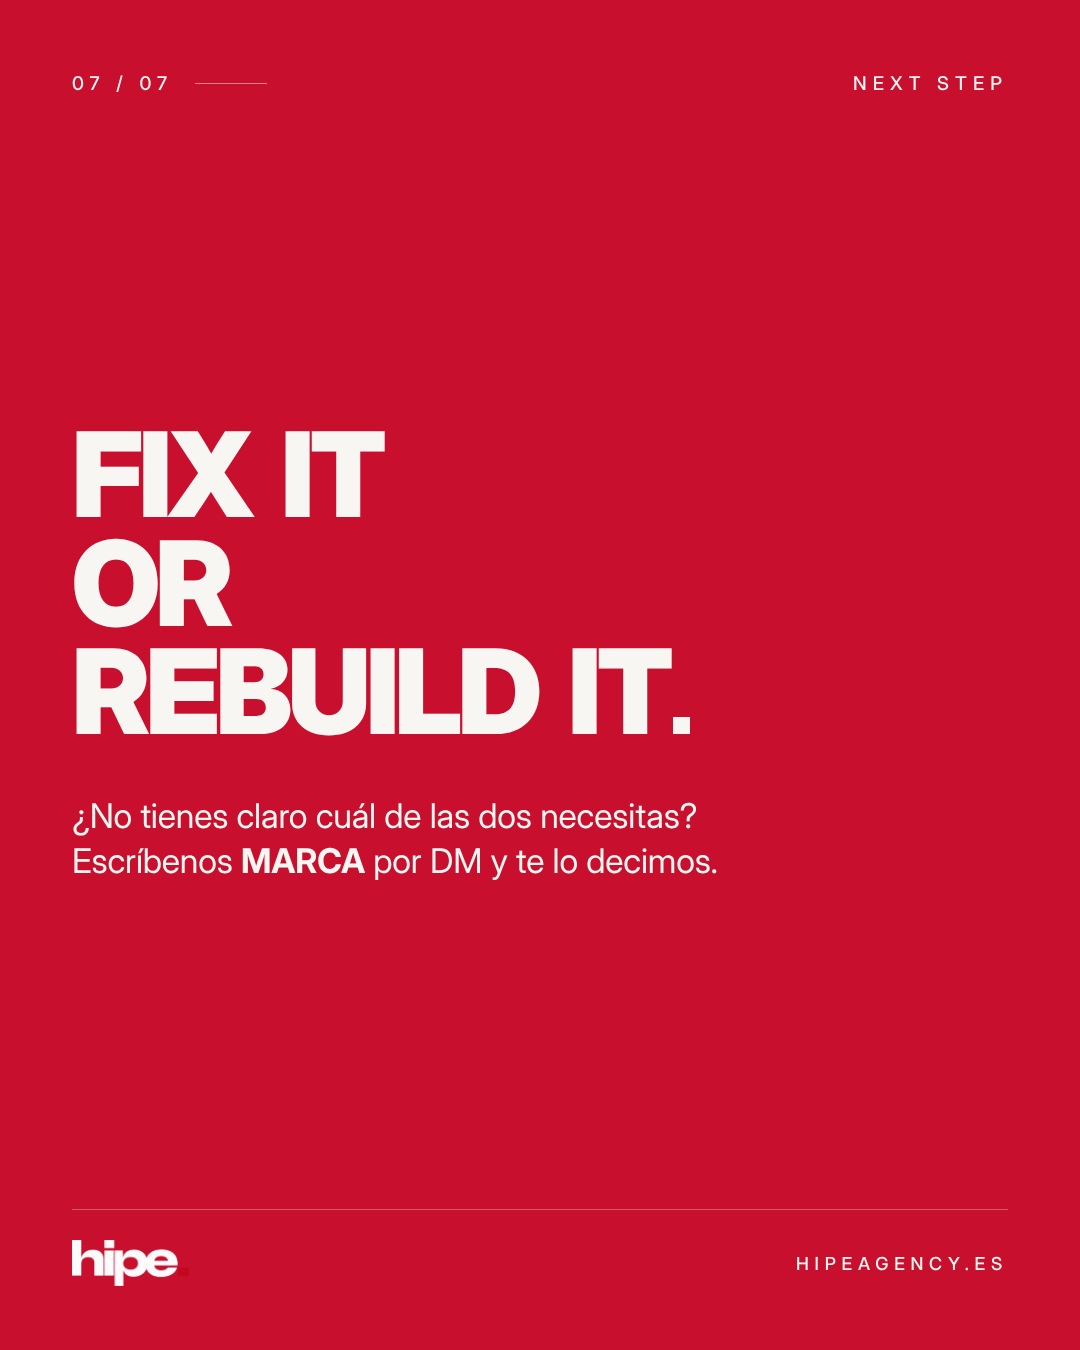 07 / 07
NEXT STEP
FIX IT
OR
REBUILD IT.
¿No tienes claro cuál de las dos necesitas?
Escríbenos MARCA por DM y te lo decimos.
hipe.
HIPEAGENCY.ES